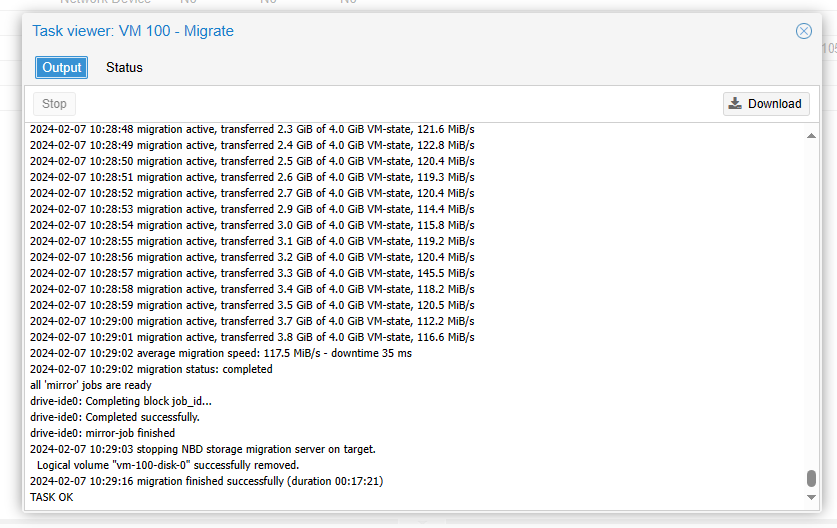 Network Device No No No
Task viewer: VM 100 - Migrate
Output Status
Stop Download
2024-02-07 10:28:48 migration active, transferred 2.3 GiB of 4.0 GiB VM-state, 121.6 MiB/s
2024-02-07 10:28:49 migration active, transferred 2.4 GiB of 4.0 GiB VM-state, 122.8 MiB/s
2024-02-07 10:28:50 migration active, transferred 2.5 GiB of 4.0 GiB VM-state, 120.4 MiB/s
2024-02-07 10:28:51 migration active, transferred 2.6 GiB of 4.0 GiB VM-state, 119.3 MiB/s
2024-02-07 10:28:52 migration active, transferred 2.7 GiB of 4.0 GiB VM-state, 120.4 MiB/s
2024-02-07 10:28:53 migration active, transferred 2.9 GiB of 4.0 GiB VM-state, 114.4 MiB/s
2024-02-07 10:28:54 migration active, transferred 3.0 GiB of 4.0 GiB VM-state, 115.8 MiB/s
2024-02-07 10:28:55 migration active, transferred 3.1 GiB of 4.0 GiB VM-state, 119.2 MiB/s
2024-02-07 10:28:56 migration active, transferred 3.2 GiB of 4.0 GiB VM-state, 120.4 MiB/s
2024-02-07 10:28:57 migration active, transferred 3.3 GiB of 4.0 GiB VM-state, 145.5 MiB/s
2024-02-07 10:28:58 migration active, transferred 3.4 GiB of 4.0 GiB VM-state, 118.2 MiB/s
2024-02-07 10:28:59 migration active, transferred 3.5 GiB of 4.0 GiB VM-state, 120.5 MiB/s
2024-02-07 10:29:00 migration active, transferred 3.7 GiB of 4.0 GiB VM-state, 112.2 MiB/s
2024-02-07 10:29:01 migration active, transferred 3.8 GiB of 4.0 GiB VM-state, 116.6 MiB/s
2024-02-07 10:29:02 average migration speed: 117.5 MiB/s - downtime 35 ms
2024-02-07 10:29:02 migration status: completed
all 'mirror' jobs are ready
drive-ide0: Completing block job_id...
drive-ide0: Completed successfully.
drive-ide0: mirror-job finished
2024-02-07 10:29:03 stopping NBD storage migration server on target.
Logical volume "vm-100-disk-0" successfully removed.
2024-02-07 10:29:16 migration finished successfully (duration 00:17:21)
TASK OK